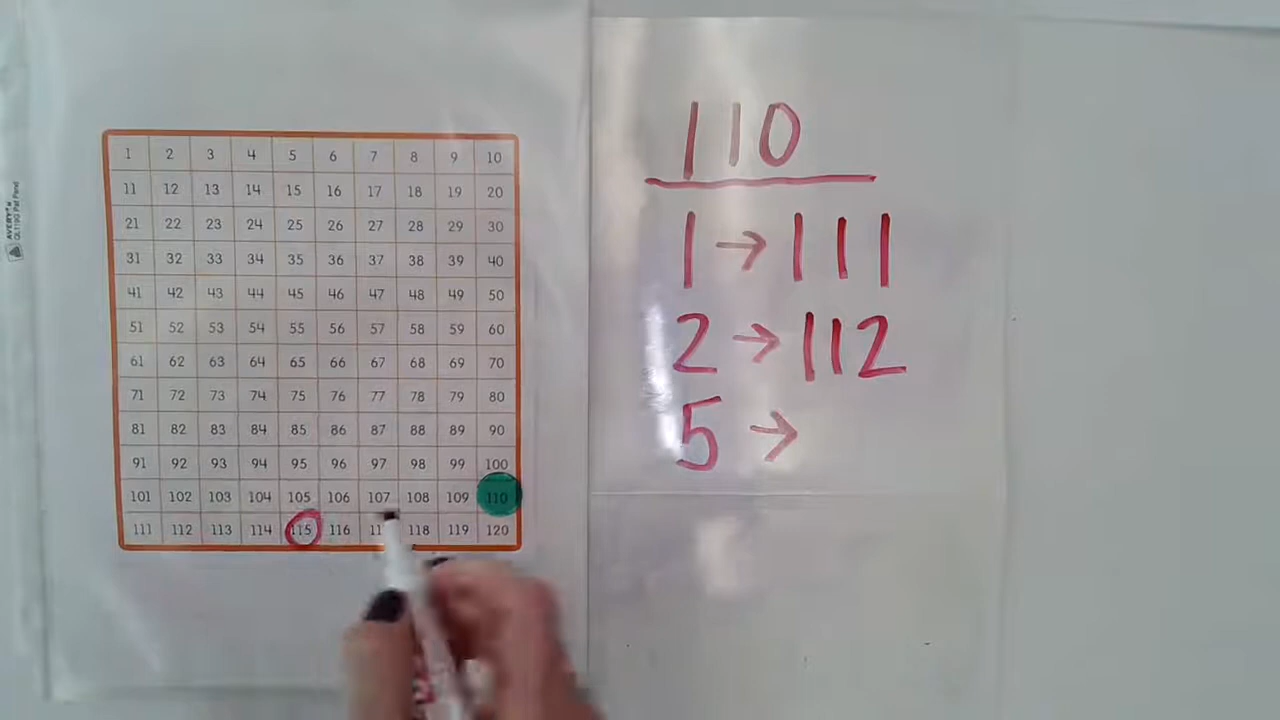 1 2 3 4 5 6 7 8 9 10
11 12 13 14 15 16 17 18 19 20
21 22 23 24 25 26 27 28 29 30
31 32 33 34 35 36 37 38 39 40
41 42 43 44 45 46 47 48 49 50
51 52 53 54 55 56 57 58 59 60
61 62 63 64 65 66 67 68 69 70
71 72 73 74 75 76 77 78 79 80
81 82 83 84 85 86 87 88 89 90
91 92 93 94 95 96 97 98 99 100
101 102 103 104 105 106 107 108 109 110
111 112 113 114 115 116 118 119 120
110
1 → 111
2 → 112
5 →
AVERY